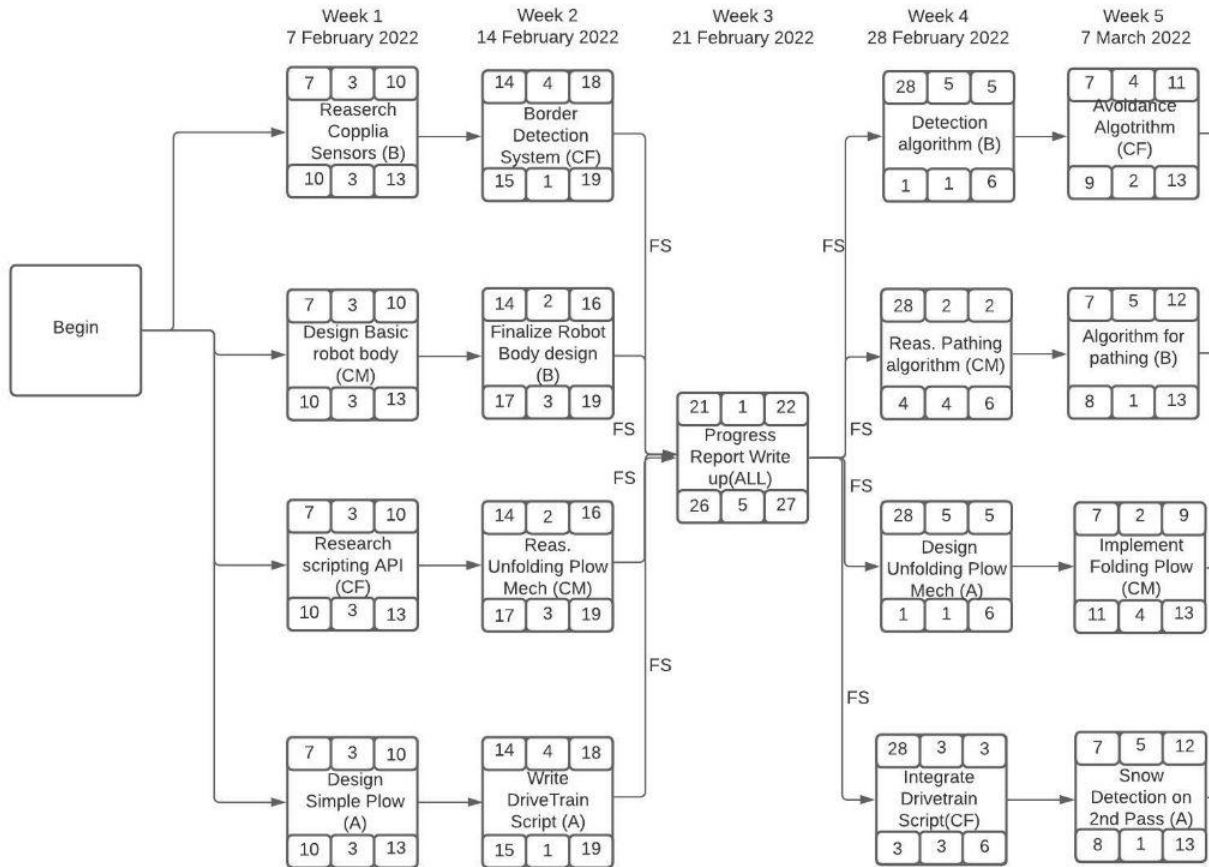 Week 1
7 February 2022
Week 2
14 February 2022
Week 3
21 February 2022
Week 4
28 February 2022
Week 5
7 March 2022
Begin
7 3 10
Reaserch
Copplia
Sensors (B)
10 3 13
14 4 18
Border
Detection
System (CF)
15 1 19
7 3 10
Design Basic
robot body
(CM)
10 3 13
14 2 16
Finalize Robot
Body design
(B)
17 3 19
7 3 10
Research
scripting API
(CF)
10 3 13
14 2 16
Reas.
Unfolding Plow
Mech (CM)
17 3 19
7 3 10
Design
Simple Plow
(A)
10 3 13
14 4 18
Write
DriveTrain
Script (A)
15 1 19
FS
FS
FS
FS
21 1 22
Progress
Report Write
up(ALL)
26 5 27
FS
FS
FS
FS
28 5 5
Detection
algorithm (B)
1 1 6
7 4 11
Avoidance
Algotrithm
(CF)
9 2 13
28 2 2
Reas. Pathing
algorithm (CM)
4 4 6
7 5 12
Algorithm for
pathing (B)
8 1 13
28 5 5
Design
Unfolding Plow
Mech (A)
1 1 6
7 2 9
Implement
Folding Plow
(CM)
11 4 13
28 3 3
Integrate
Drivetrain
Script(CF)
3 3 6
7 5 12
Snow
Detection on
2nd Pass (A)
8 1 13